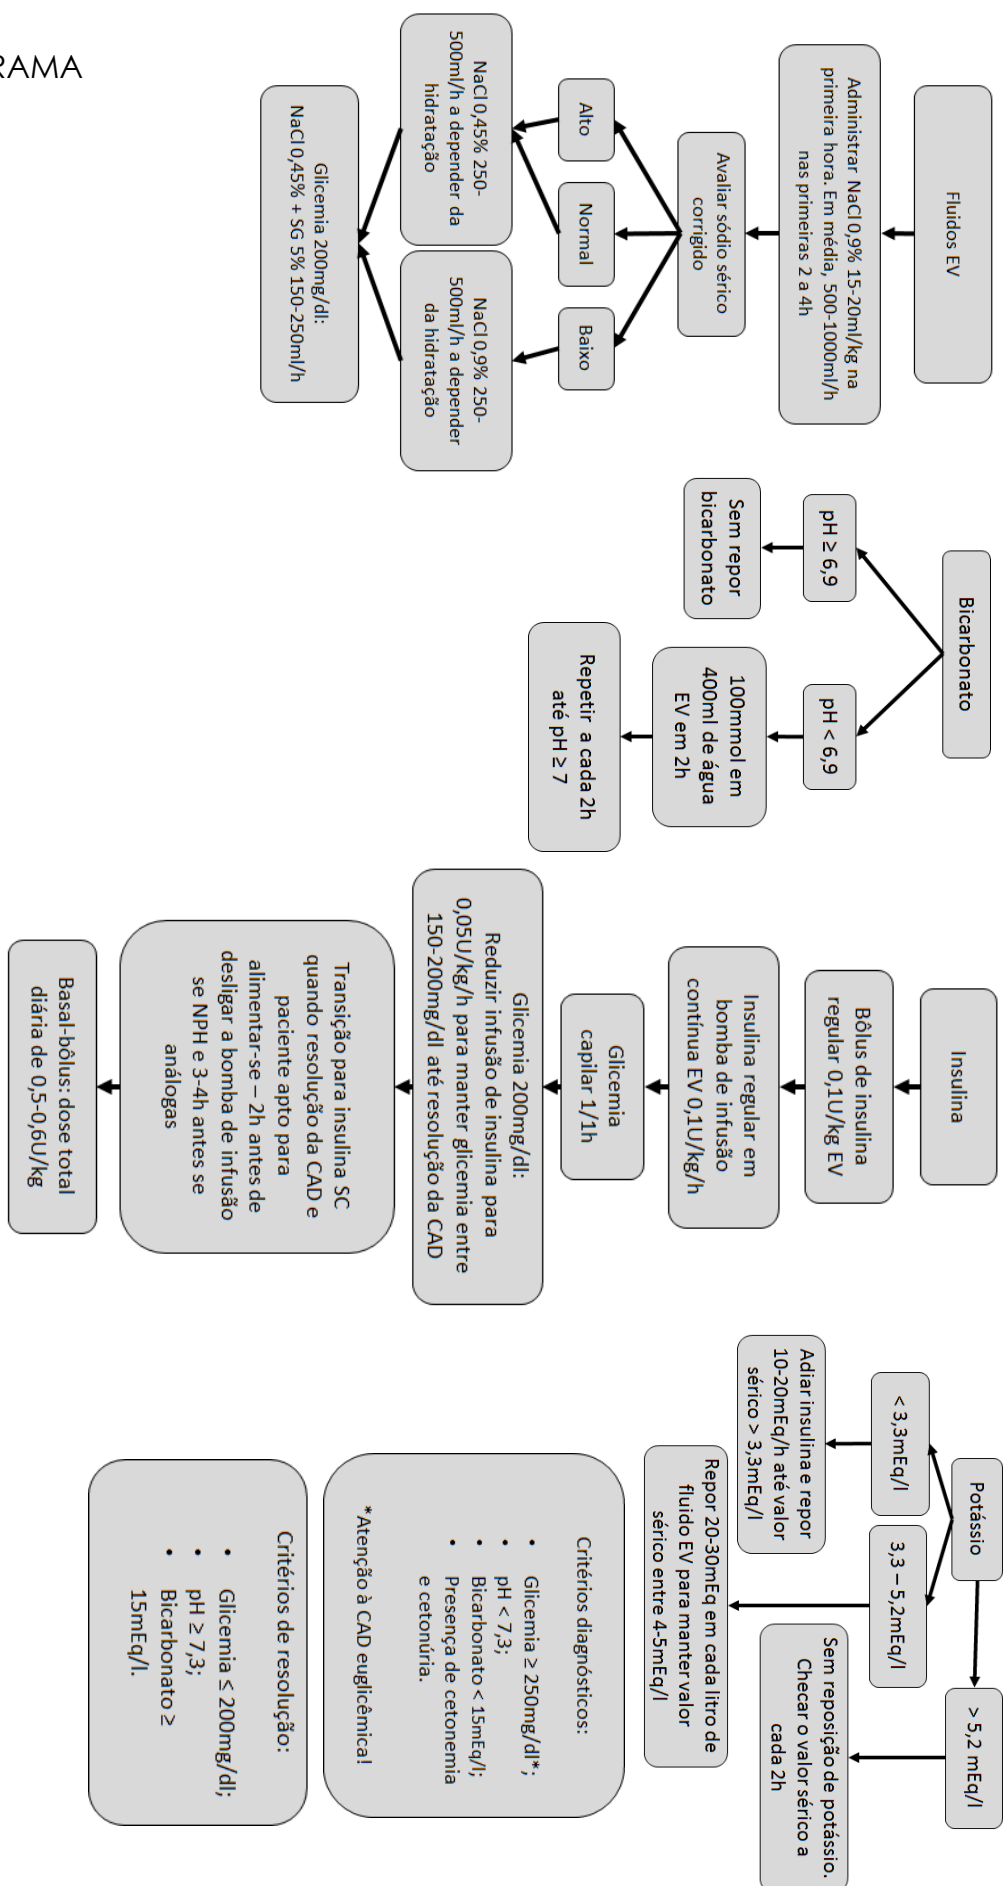 RAMA
Fluidos EV
Administrar NaCl 0,9% 15-20ml/kg na
primeira hora. Em média, 500-1000ml/h
nas primeiras 2 a 4h
Avaliar sódio sérico
corrigido
Alto
Normal
Baixo
NaCl 0,45% 250-
500ml/h a depender da
hidratação
NaCl 0,9% 250-
500ml/h a depender
da hidratação
Glicemia 200mg/dl:
NaCl 0,45% + SG 5% 150-250ml/h
Bicarbonato
pH ≥ 6,9
pH < 6,9
Sem repor
bicarbonato
100mmol em
400ml de água
EV em 2h
Repetir a cada 2h
até pH ≥ 7
Insulina
Bôlus de insulina
regular 0,1U/kg EV
Insulina regular em
bomba de infusão
contínua EV 0,1U/kg/h
Glicemia
capilar 1/1h
Glicemia 200mg/dl:
Reduzir infusão de insulina para
0,05U/kg/h para manter glicemia entre
150-200mg/dl até resolução da CAD
Transição para insulina SC
quando resolução da CAD e
paciente apto para
alimentar-se – 2h antes de
desligar a bomba de infusão
se NPH e 3-4h antes se
análogas
Basal-bôlus: dose total
diária de 0,5-0,6U/kg
Potássio
< 3,3mEq/l
3,3 – 5,2mEq/l
> 5,2 mEq/l
Adiar insulina e repor
10-20mEq/h até valor
sérico > 3,3mEq/l
Repor 20-30mEq em cada litro de
fluido EV para manter valor
sérico entre 4-5mEq/l
Sem reposição de potássio.
Checar o valor sérico a
cada 2h
Critérios diagnósticos:
• Glicemia ≥ 250mg/dl*;
• pH < 7,3;
• Bicarbonato < 15mEq/l;
• Presença de cetonemia
e cetonúria.
*Atenção à CAD euglicêmica!
Critérios de resolução:
• Glicemia ≤ 200mg/dl;
• pH ≥ 7,3;
• Bicarbonato ≥
15mEq/l.